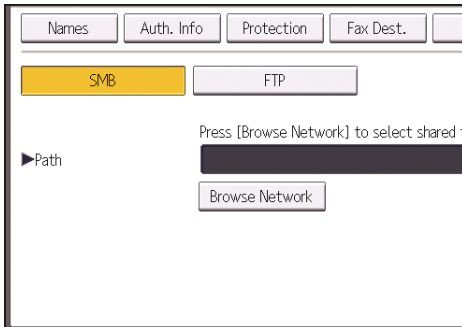 Names Auth. Info Protection Fax Dest.
SMB FTP
Press [Browse Network] to select shared
▶Path
Browse Network